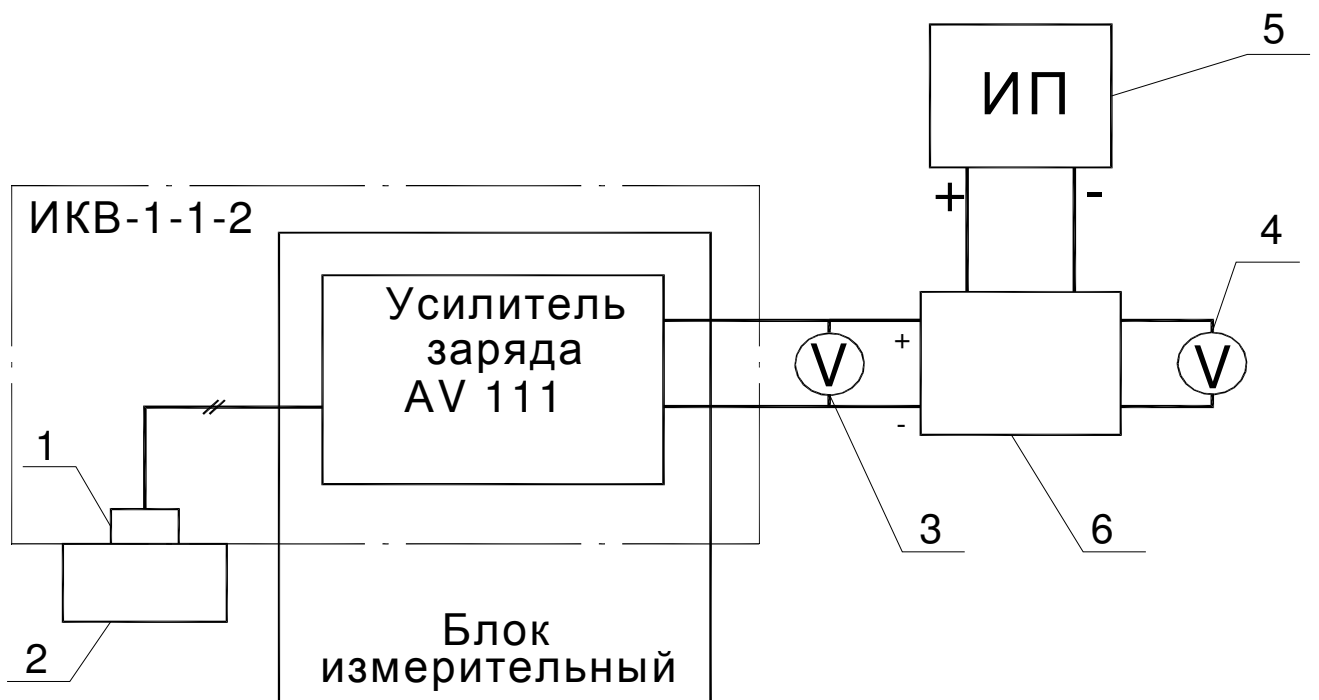 5
ИП
+ -
ИКВ-1-1-2
4
Усилитель
заряда
AV 111
V
+
V
-
1
3
6
2
Блок
измерительный